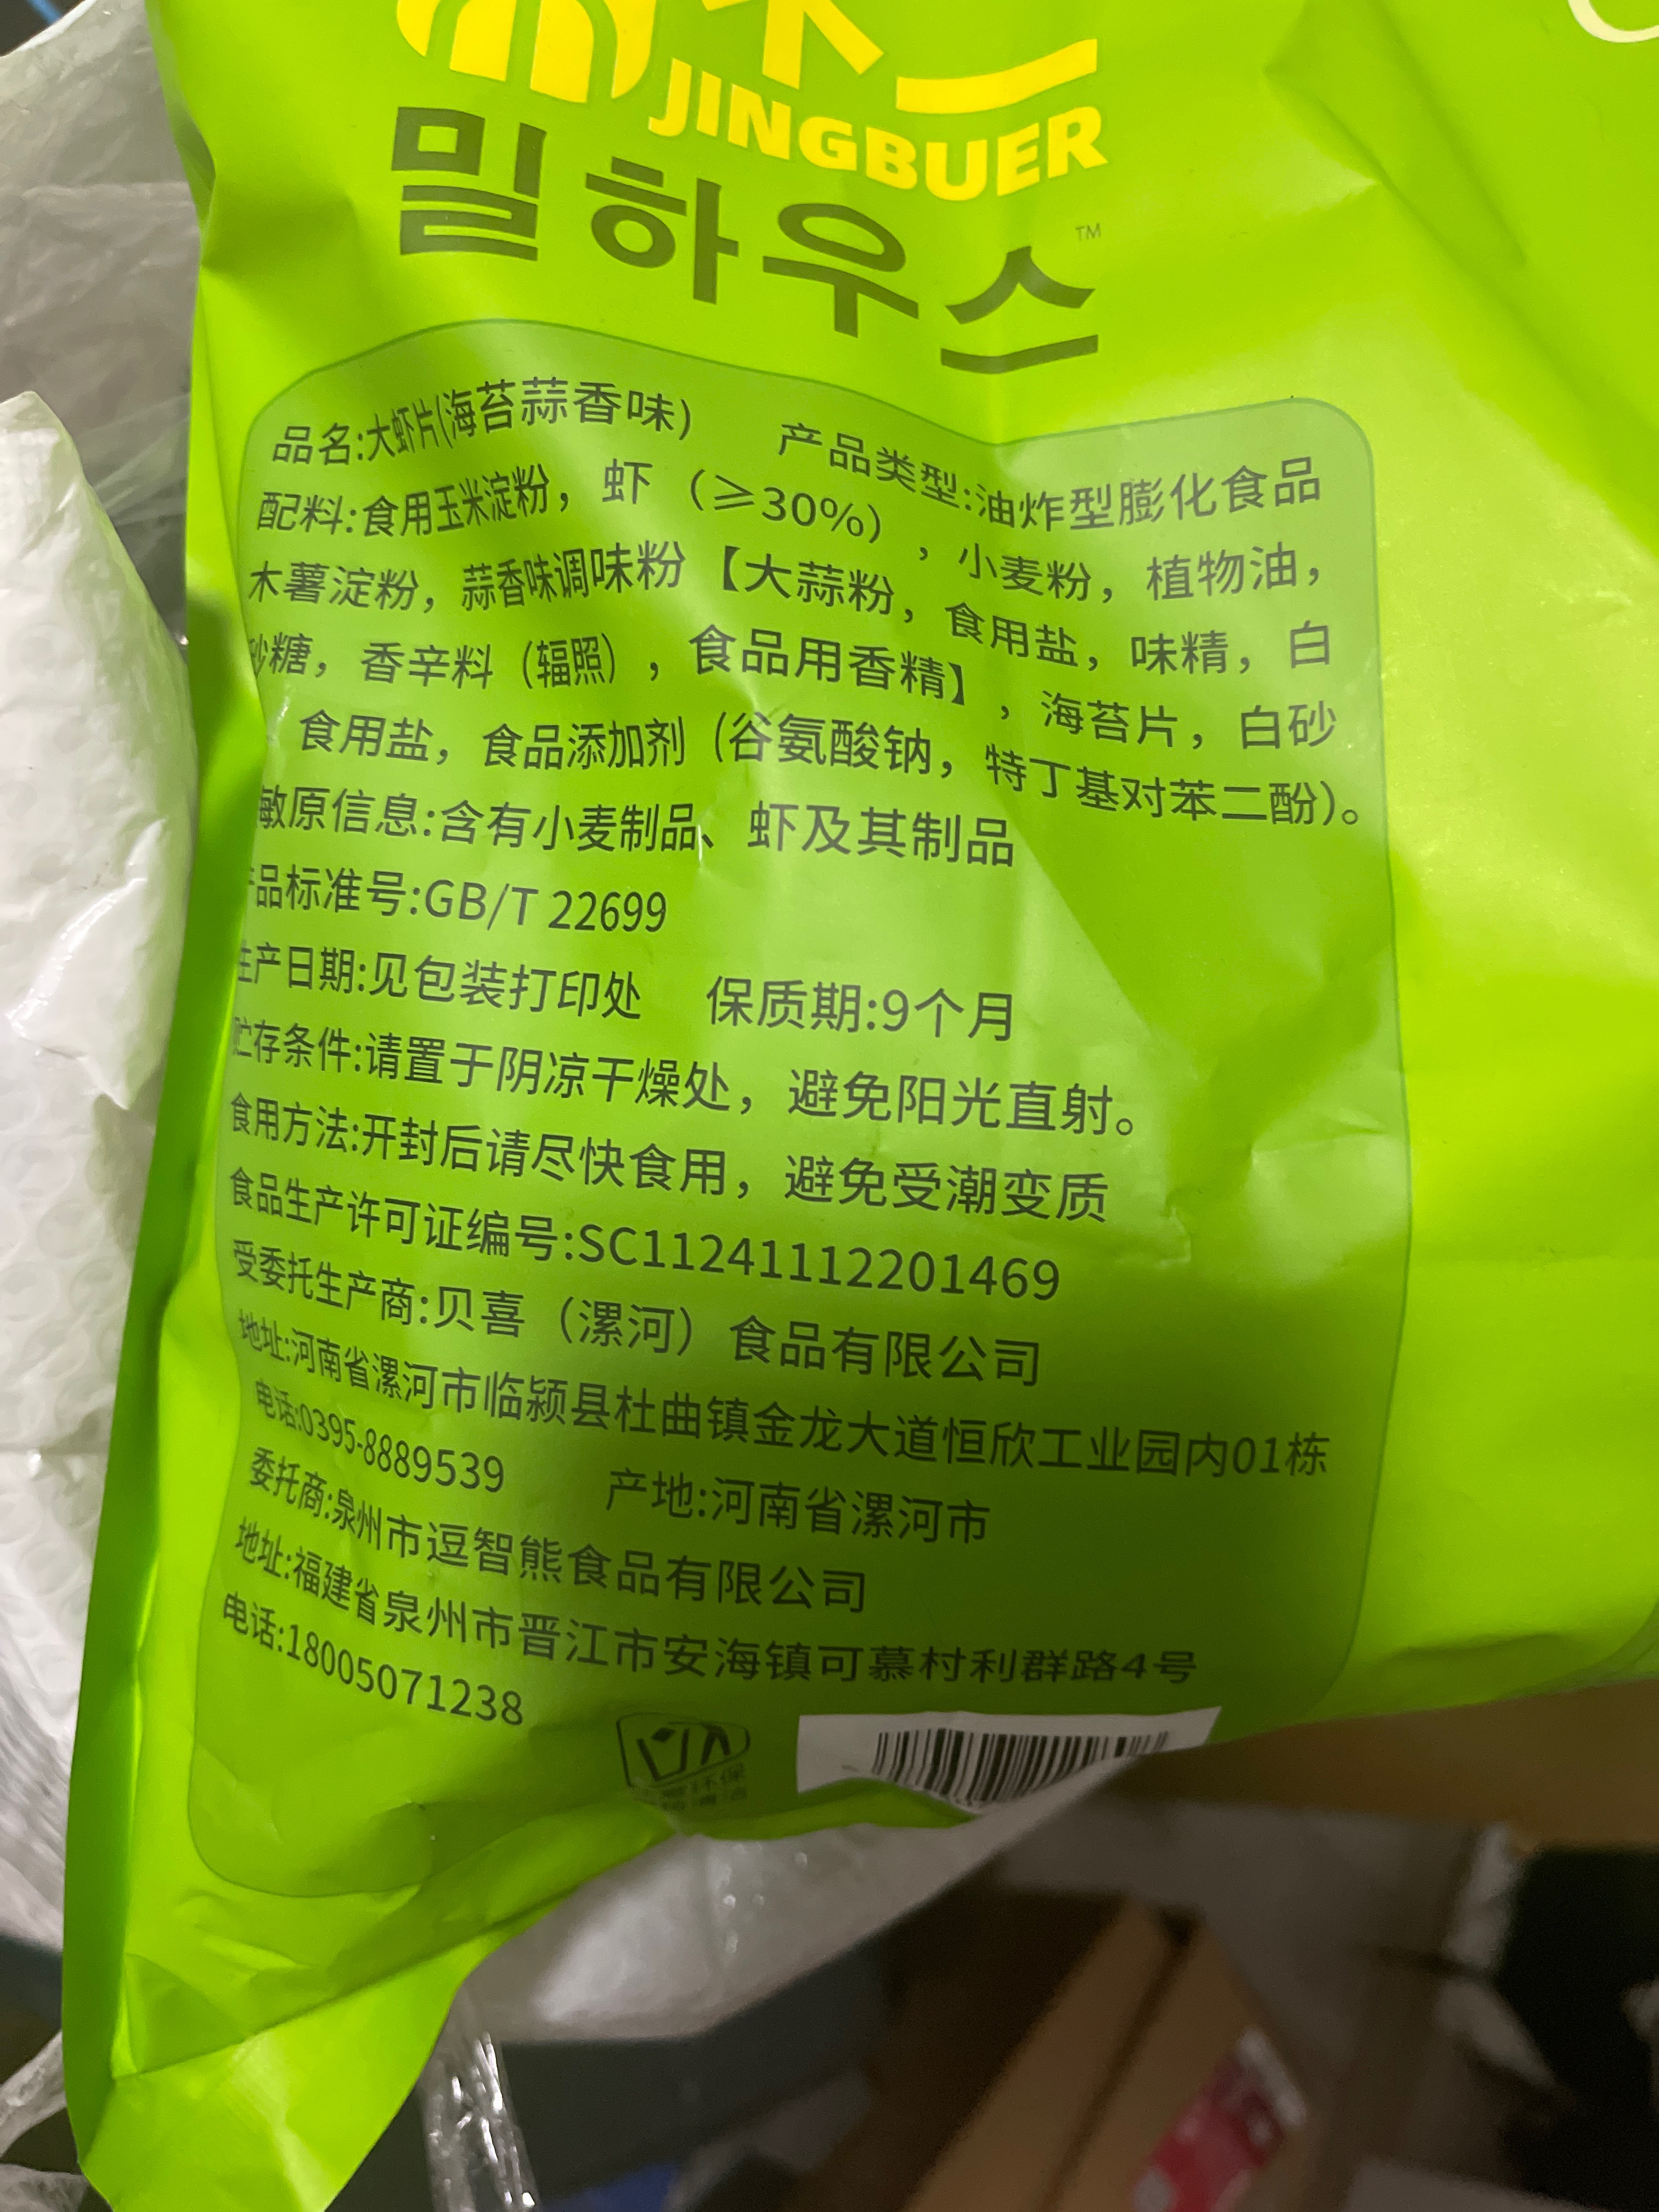 JINGBUER
밀하우스™
品名:大虾片(海苔蒜香味) 产品类型:油炸型膨化食品
配料:食用玉米淀粉，虾（≥30%），小麦粉，植物油，
木薯淀粉，蒜香味调味粉【大蒜粉，食用盐，味精，白
砂糖，香辛料（辐照），食品用香精】，海苔片，白砂
食用盐，食品添加剂（谷氨酸钠，特丁基对苯二酚）。
敏原信息:含有小麦制品、虾及其制品
品标准号:GB/T 22699
生产日期:见包装打印处 保质期:9个月
贮存条件:请置于阴凉干燥处，避免阳光直射。
食用方法:开封后请尽快食用，避免受潮变质
食品生产许可证编号:SC11241112201469
受委托生产商:贝喜（漯河）食品有限公司
地址:河南省漯河市临颍县杜曲镇金龙大道恒欣工业园内01栋
电话:0395-8889539 产地:河南省漯河市
委托商:泉州市逗智熊食品有限公司
地址:福建省泉州市晋江市安海镇可慕村利群路4号
电话:18005071238